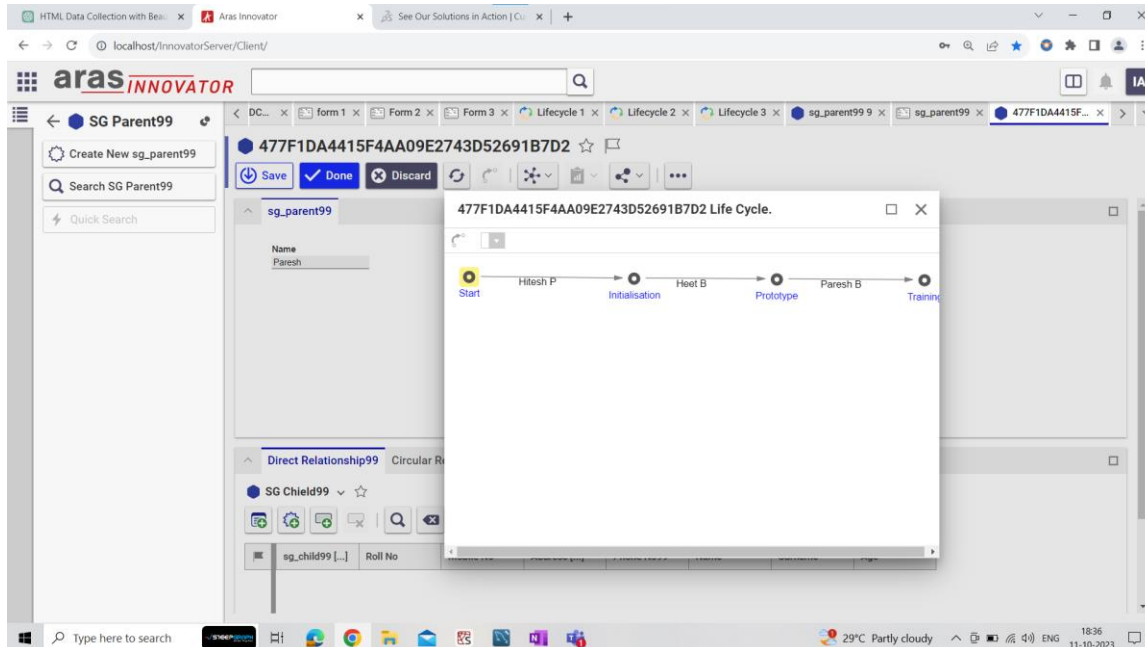 HTML Data Collection with Beau
Aras Innovator
See Our Solutions in Action | Cu
localhost/InnovatorServer/Client/
aras INNOVATOR
IA
SG Parent99
DC...
form 1
Form 2
Form 3
Lifecycle 1
Lifecycle 2
Lifecycle 3
sg_parent99 9
sg_parent99
477F1DA4415F...
Create New sg_parent99
Search SG Parent99
Quick Search
477F1DA4415F4AA09E2743D52691B7D2
Save
Done
Discard
sg_parent99
Name
Paresh
477F1DA4415F4AA09E2743D52691B7D2 Life Cycle.
Start
Hitesh P
Initialisation
Heet B
Prototype
Paresh B
Training
Direct Relationship99
Circular Re
SG Chield99
sg_child99 [...]
Roll No
Type here to search
29°C Partly cloudy
ENG
18:36
11-10-2023